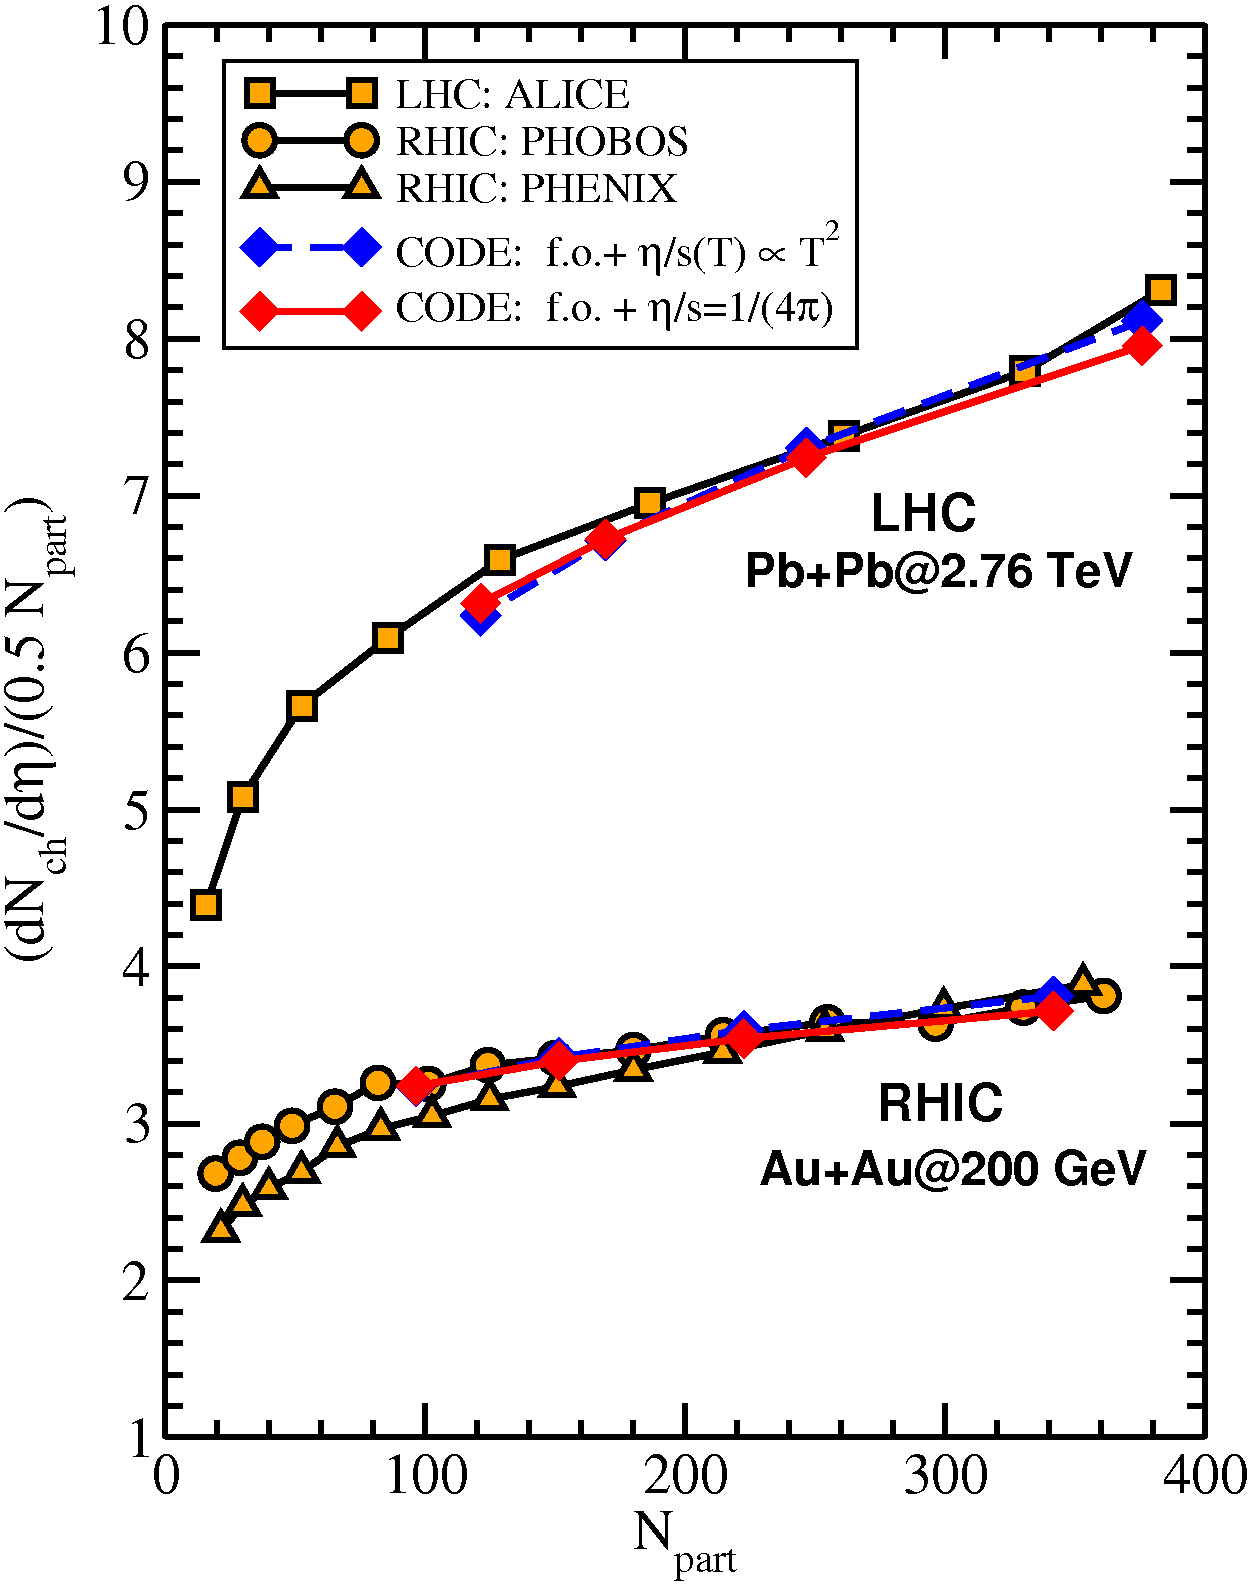 10
9
8
7
6
5
4
3
2
1
(dN_ch/dη)/(0.5 N_part)
LHC: ALICE
RHIC: PHOBOS
RHIC: PHENIX
CODE: f.o.+ η/s(T) ∝ T²
CODE: f.o. + η/s=1/(4π)
LHC
Pb+Pb@2.76 TeV
RHIC
Au+Au@200 GeV
0 100 200 300 400
N_part